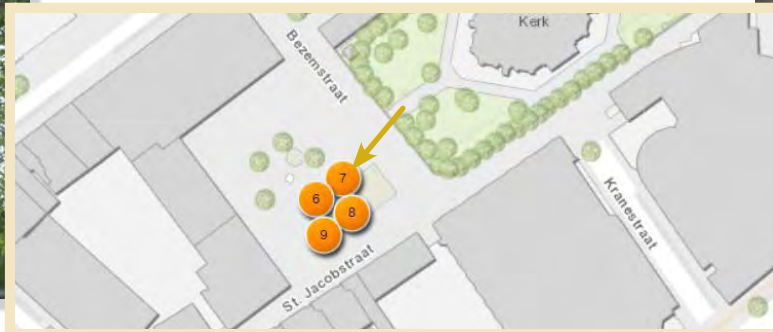 Kerk
Bezemstraat
7
6
8
9
Kranestraat
St. Jacobstraat